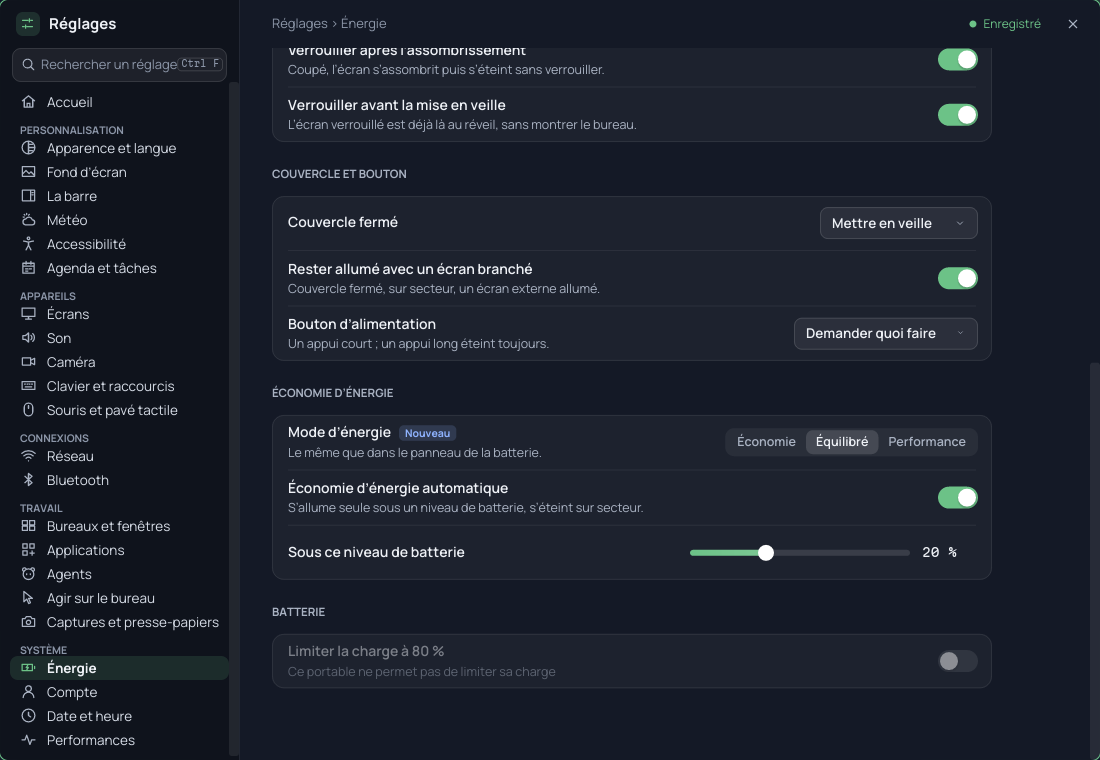 Réglages
Rechercher un réglage Ctrl F
Accueil
PERSONNALISATION
Apparence et langue
Fond d’écran
La barre
Météo
Accessibilité
Agenda et tâches
APPAREILS
Écrans
Son
Caméra
Clavier et raccourcis
Souris et pavé tactile
CONNEXIONS
Réseau
Bluetooth
TRAVAIL
Bureaux et fenêtres
Applications
Agents
Agir sur le bureau
Captures et presse-papiers
SYSTÈME
Énergie
Compte
Date et heure
Performances
Réglages › Énergie
Enregistré
Verrouiller après l’assombrissement
Coupé, l’écran s’assombrit puis s’éteint sans verrouiller.
Verrouiller avant la mise en veille
L’écran verrouillé est déjà là au réveil, sans montrer le bureau.
COUVERCLE ET BOUTON
Couvercle fermé
Mettre en veille
Rester allumé avec un écran branché
Couvercle fermé, sur secteur, un écran externe allumé.
Bouton d’alimentation
Un appui court ; un appui long éteint toujours.
Demander quoi faire
ÉCONOMIE D’ÉNERGIE
Mode d’énergie Nouveau
Le même que dans le panneau de la batterie.
Économie Équilibré Performance
Économie d’énergie automatique
S’allume seule sous un niveau de batterie, s’éteint sur secteur.
Sous ce niveau de batterie
20 %
BATTERIE
Limiter la charge à 80 %
Ce portable ne permet pas de limiter sa charge